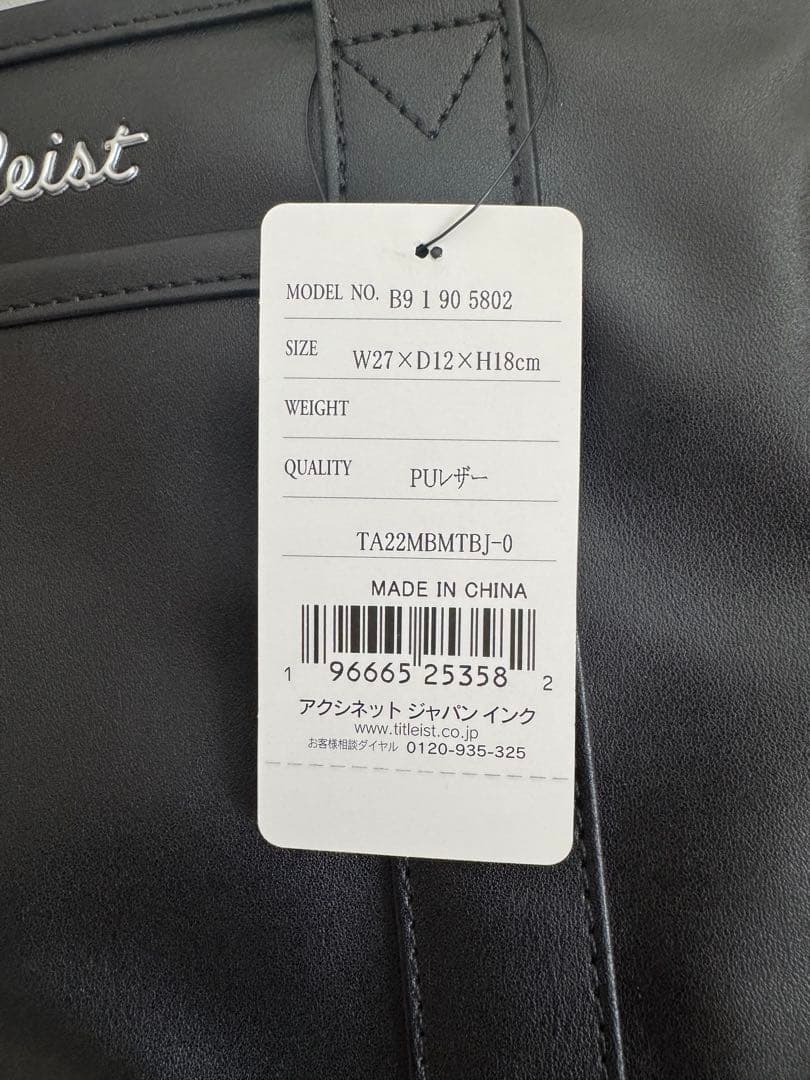 leist
MODEL NO. B9 1 90 5802
SIZE W27×D12×H18cm
WEIGHT
QUALITY PUレザー
TA22MBMTBJ-0
MADE IN CHINA
1 96665 25358 2
アクシネット ジャパン インク
www.titleist.co.jp
お客様相談ダイヤル 0120-935-325